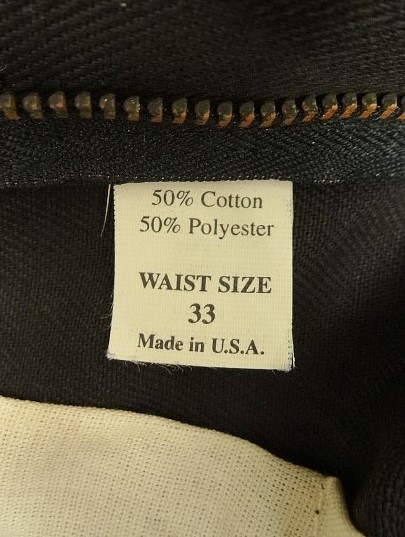 50% Cotton
50% Polyester
WAIST SIZE
33
Made in U.S.A.